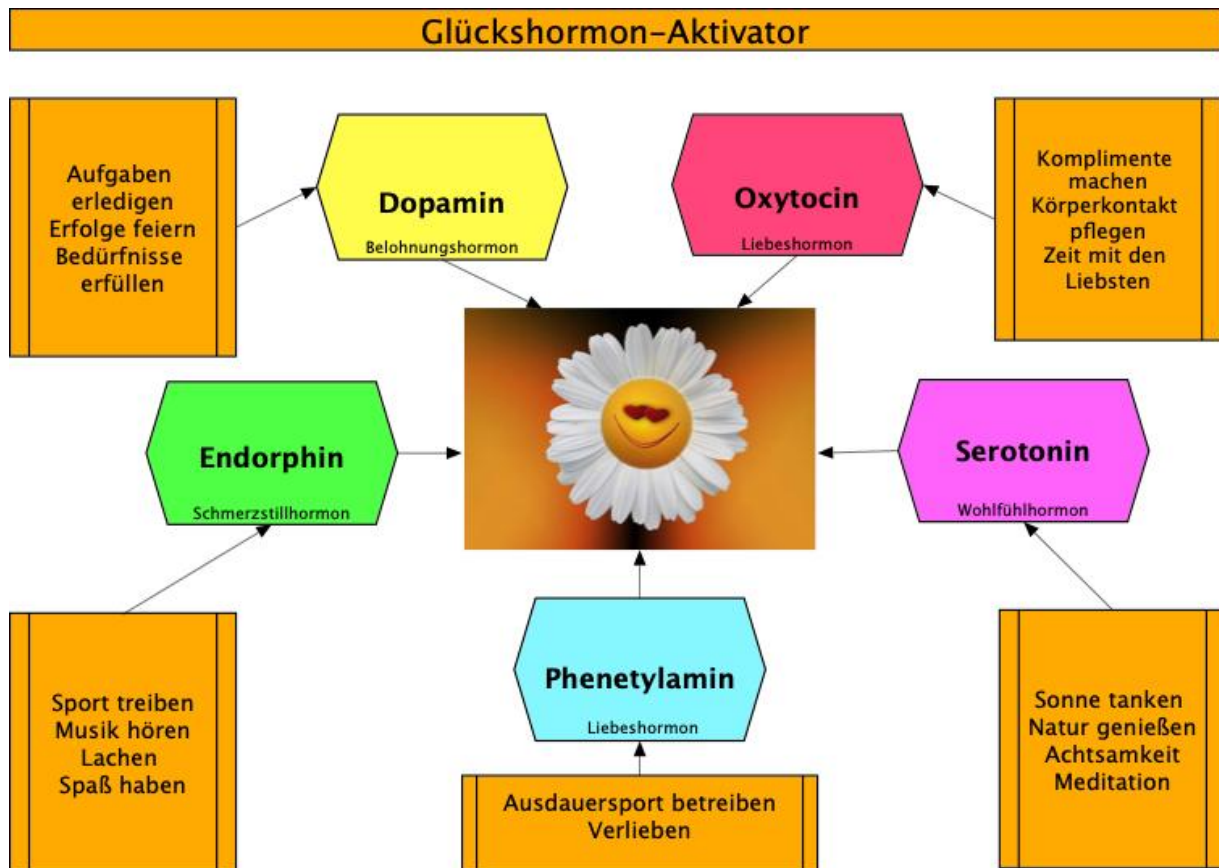 Glückshormon-Aktivator
Aufgaben
erledigen
Erfolge feiern
Bedürfnisse
erfüllen
Dopamin
Belohnungshormon
Oxytocin
Liebeshormon
Komplimente
machen
Körperkontakt
pflegen
Zeit mit den
Liebsten
Endorphin
Schmerzstillhormon
Serotonin
Wohlfühlhormon
Sport treiben
Musik hören
Lachen
Spaß haben
Phenetylamin
Liebeshormon
Ausdauersport betreiben
Verlieben
Sonne tanken
Natur genießen
Achtsamkeit
Meditation